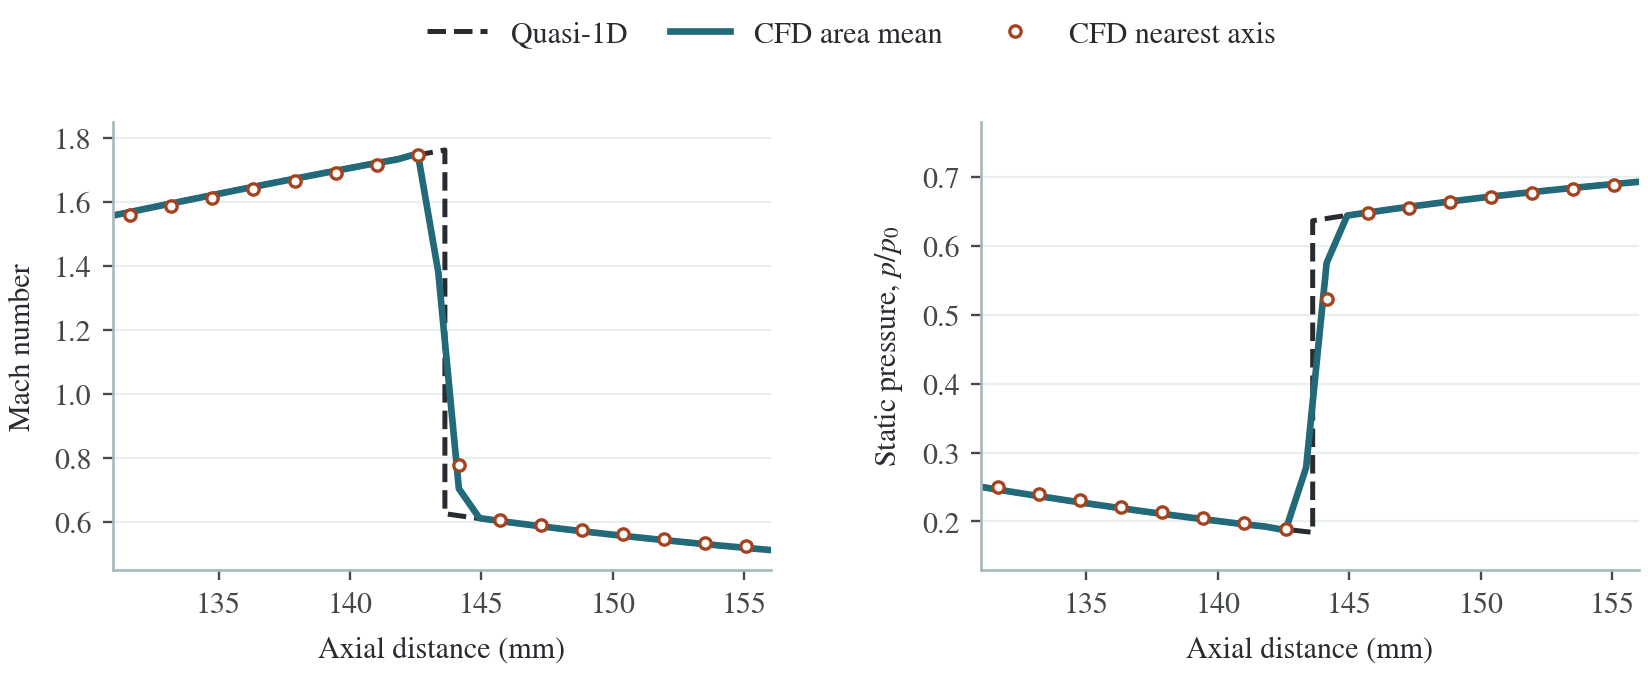 Quasi-1D CFD area mean CFD nearest axis
Mach number
1.8
1.6
1.4
1.2
1.0
0.8
0.6
135 140 145 150 155
Axial distance (mm)
Static pressure, p/p₀
0.7
0.6
0.5
0.4
0.3
0.2
135 140 145 150 155
Axial distance (mm)